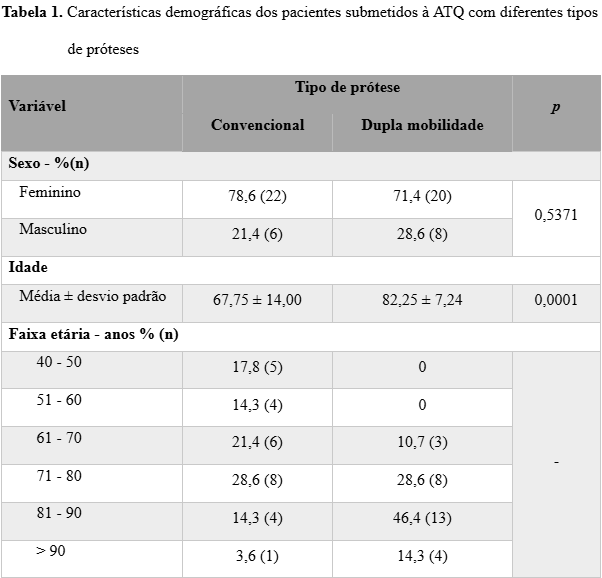 Tabela 1. Características demográficas dos pacientes submetidos à ATQ com diferentes tipos
de próteses
Variável Tipo de prótese p
Convencional Dupla mobilidade
Sexo - %(n)
Feminino 78,6 (22) 71,4 (20) 0,5371
Masculino 21,4 (6) 28,6 (8)
Idade
Média ± desvio padrão 67,75 ± 14,00 82,25 ± 7,24 0,0001
Faixa etária - anos % (n)
40 - 50 17,8 (5) 0
51 - 60 14,3 (4) 0
61 - 70 21,4 (6) 10,7 (3)
71 - 80 28,6 (8) 28,6 (8) -
81 - 90 14,3 (4) 46,4 (13)
> 90 3,6 (1) 14,3 (4)